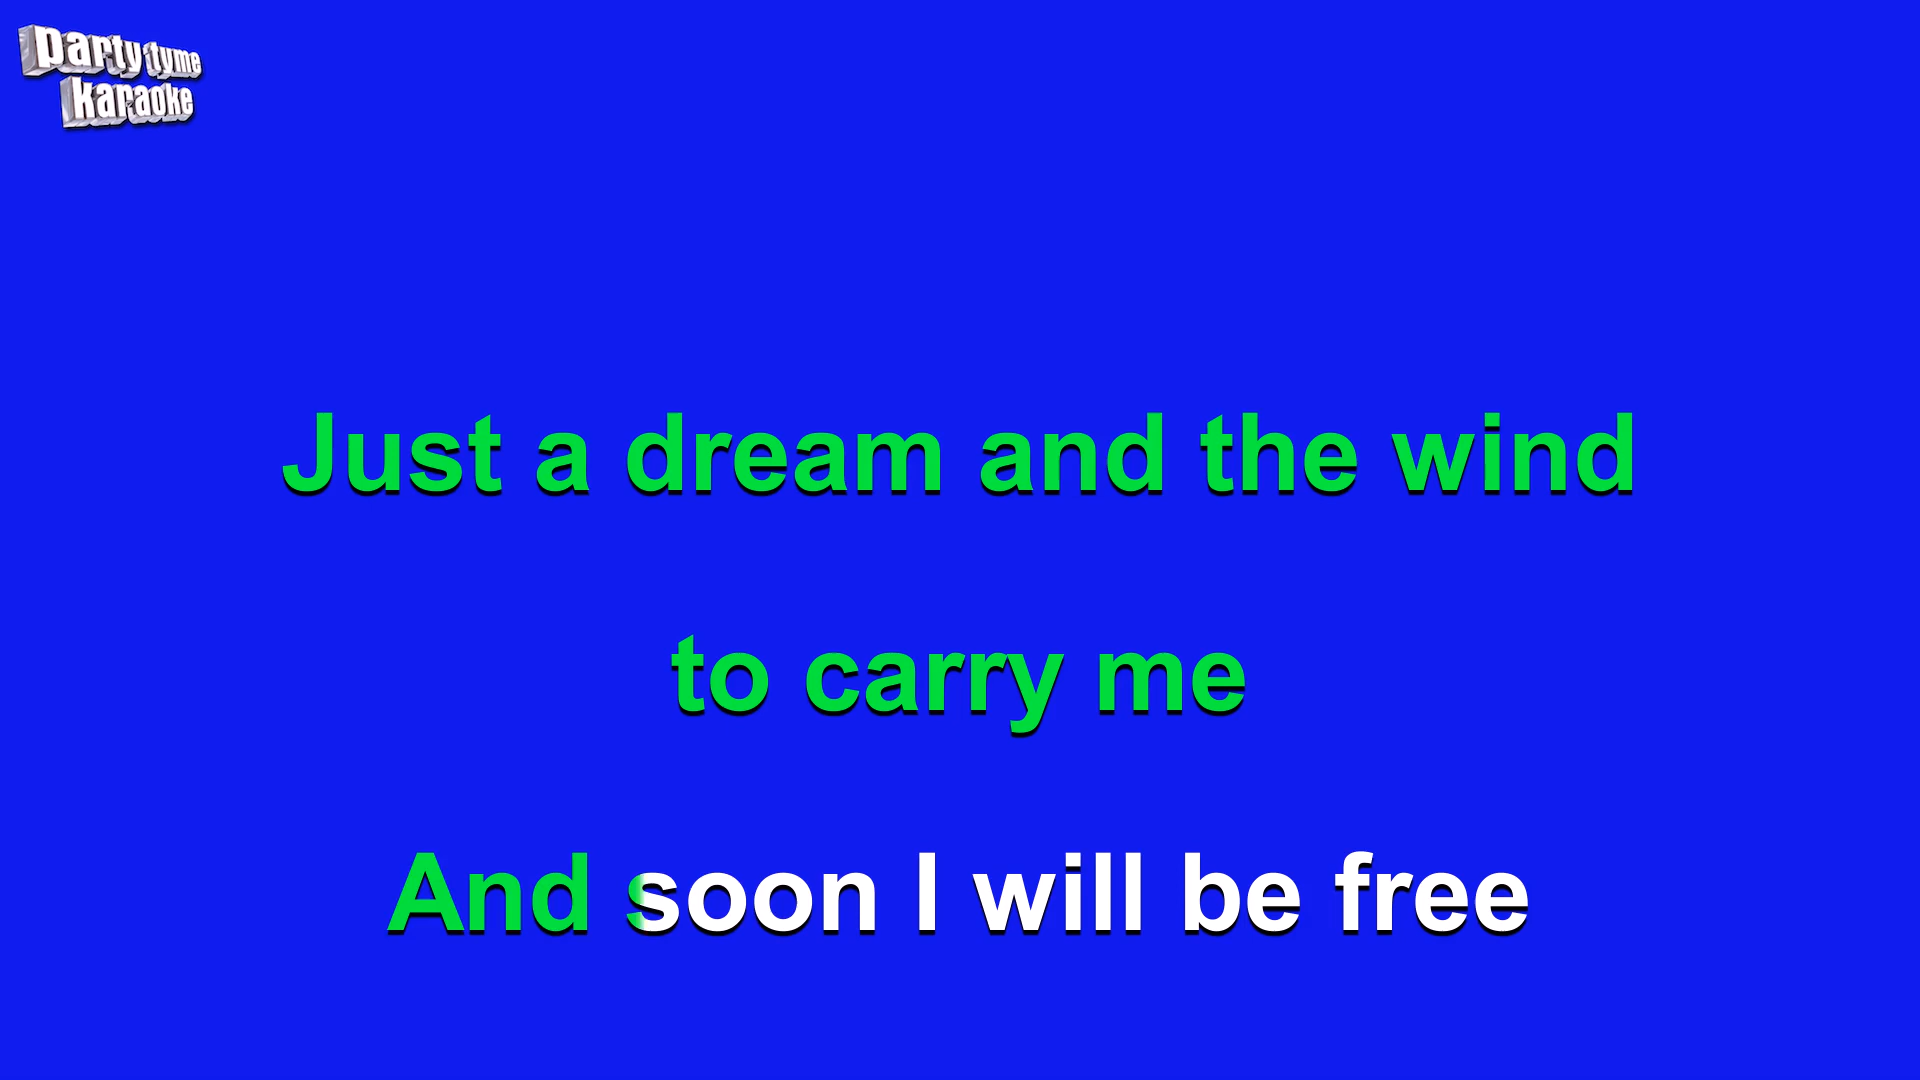 party tyme
karaoke
Just a dream and the wind
to carry me
And soon I will be free